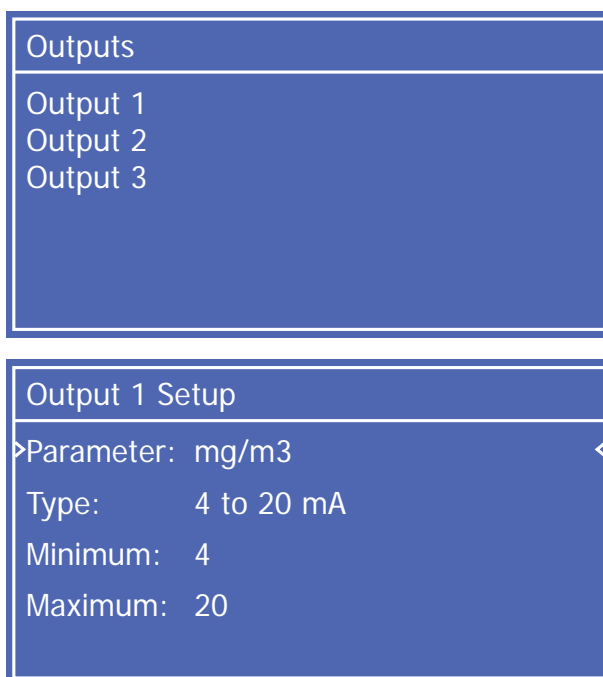 Outputs
Output 1
Output 2
Output 3
Output 1 Setup
>Parameter: mg/m3 <
Type: 4 to 20 mA
Minimum: 4
Maximum: 20